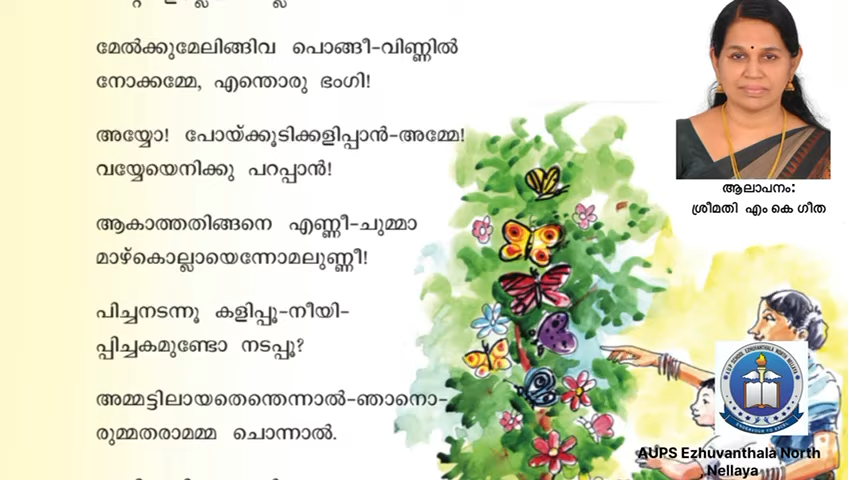 മേൽക്കുമേലിങ്ങിവ പൊങ്ങീ-വിണ്ണിൽ
നോക്കമ്മേ, എന്തൊരു ഭംഗി!
അയ്യോ! പോയ്ക്കൂടിക്കളിപ്പാൻ-അമ്മേ!
വയ്യേയെനിക്കു പറപ്പാൻ!
ആകാത്തതിങ്ങനെ എണ്ണീ-ചുമ്മാ
മാഴ്കൊല്ലായെന്നോമലുണ്ണീ!
പിച്ചനടന്നൂ കളിപ്പൂ-നീയി-
പ്പിച്ചകമുണ്ടോ നടപ്പൂ?
അമ്മട്ടിലായതെന്തെന്നാൽ-ഞാനൊ-
രുമ്മതരാമമ്മ ചൊന്നാൽ.
ആലാപനം:
ശ്രീമതി എം കെ ഗീത
AUPS Ezhuvanthala North
Nellaya